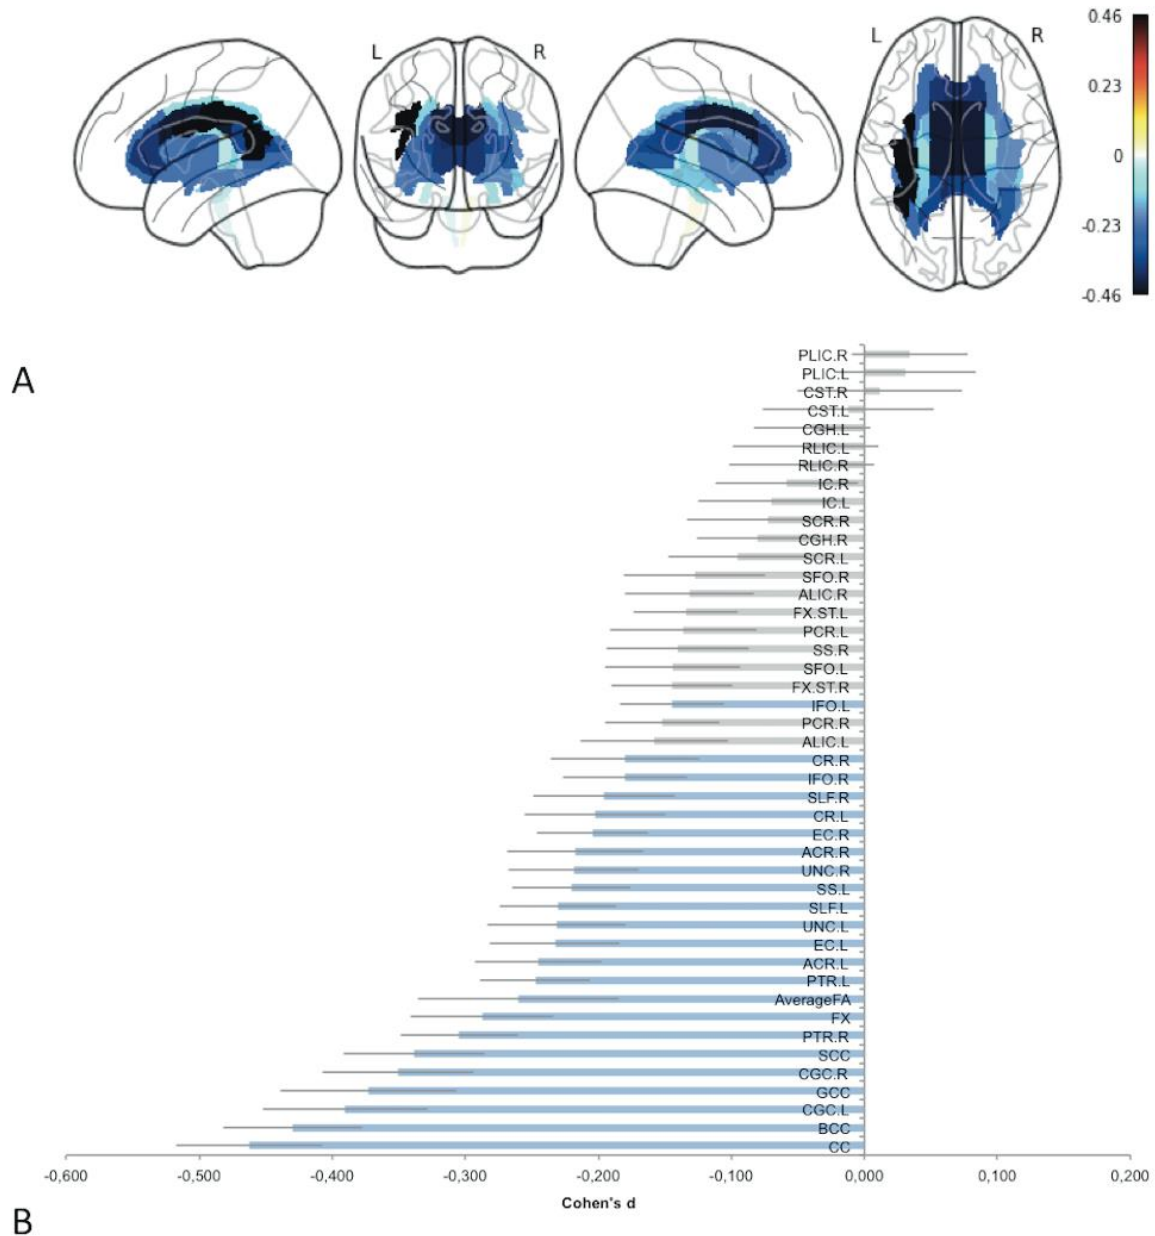 L
R
L
R
0.46
0.23
0
-0.23
-0.46
A
PLIC.R
PLIC.L
CST.R
CST.L
CGH.L
RLIC.L
RLIC.R
IC.R
IC.L
SCR.R
CGH.R
SCR.L
SFO.R
ALIC.R
FX.ST.L
PCR.L
SS.R
SFO.L
FX.ST.R
IFO.L
PCR.R
ALIC.L
CR.R
IFO.R
SLF.R
CR.L
EC.R
ACR.R
UNC.R
SS.L
SLF.L
UNC.L
EC.L
ACR.L
PTR.L
AverageFA
FX
PTR.R
SCC
CGC.R
GCC
CGC.L
BCC
CC
-0,600 -0,500 -0,400 -0,300 -0,200 -0,100 0,000 0,100 0,200
Cohen's d
B